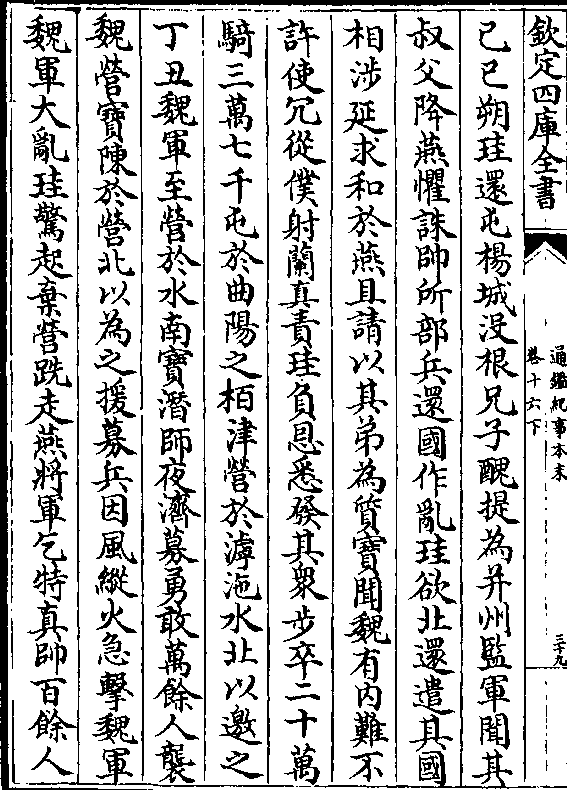 欽定四庫全書
通鑑紀事本末
卷十六下
三十九
己巳朔珪還屯楊城没根兄子醜提為并州監軍聞其
叔父降燕懼誅帥所部兵還國作亂珪欲北還遣其國
相涉延求和於燕且請以其弟為質寶聞魏有内難不
許使冗從僕射蘭真責珪負恩悉發其衆步卒二十萬
騎三萬七千屯於曲陽之栢津營於滹沲水北以邀之
丁丑魏軍至營於水南寶潛師夜濟募勇敢萬餘人襲
魏營寶陳於營北以為之援募兵因風縱火急擊魏軍
魏軍大亂珪驚起棄營跣走燕將軍乞特真帥百餘人